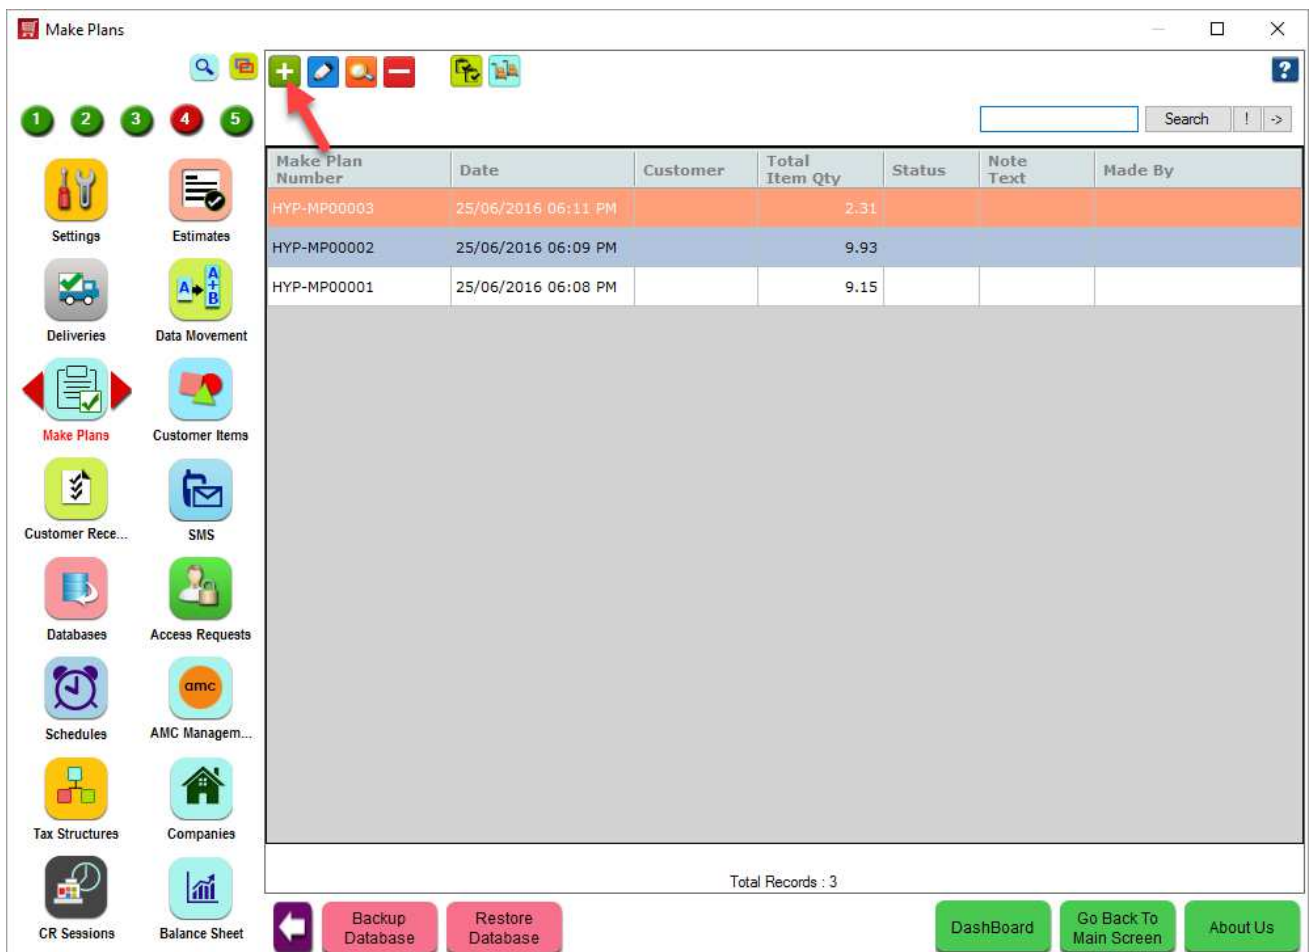 Make Plans
1 2 3 4 5
?
Search ! ->
Make Plan
Number
Date
Customer
Total
Item Qty
Status
Note
Text
Made By
HYP-MP00003 25/06/2016 06:11 PM 2.31
HYP-MP00002 25/06/2016 06:09 PM 9.93
HYP-MP00001 25/06/2016 06:08 PM 9.15
Settings Estimates
A A+B
Deliveries Data Movement
Make Plans Customer Items
Customer Rece... SMS
Databases Access Requests
amc
Schedules AMC Managem...
Tax Structures Companies
CR Sessions Balance Sheet
Total Records : 3
Backup
Database
Restore
Database
DashBoard
Go Back To
Main Screen
About Us